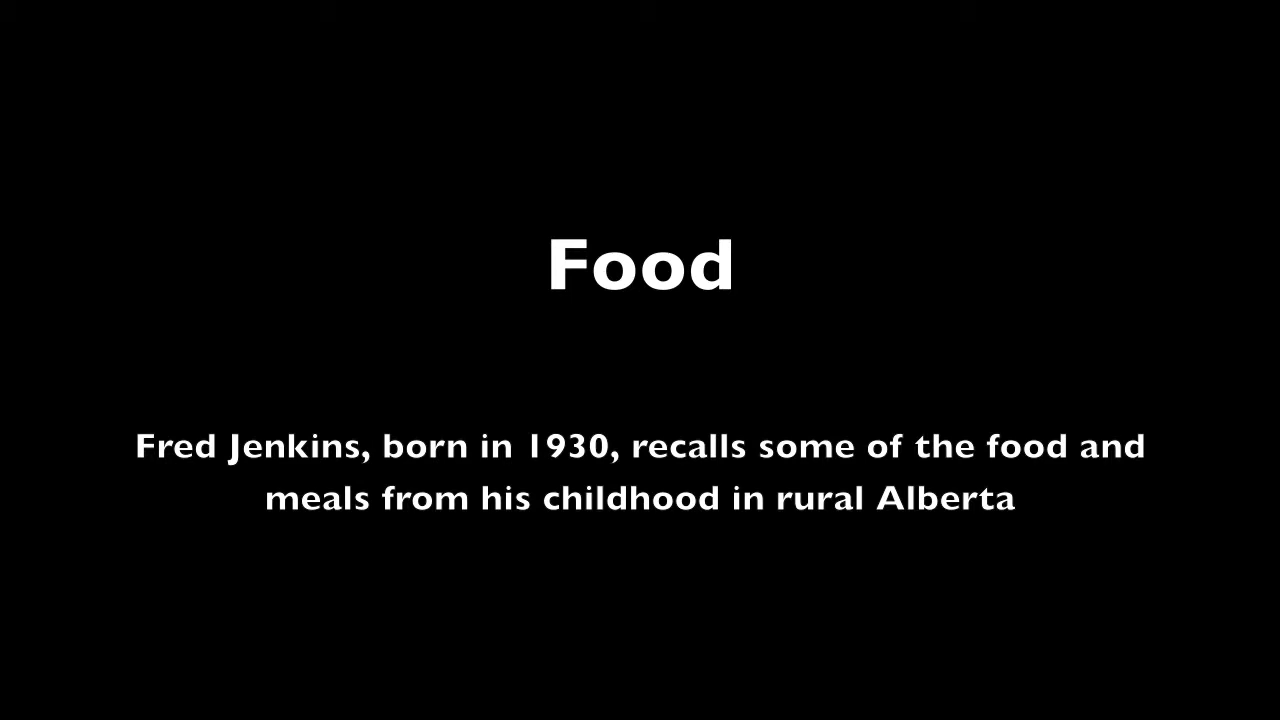 Food
Fred Jenkins, born in 1930, recalls some of the food and
meals from his childhood in rural Alberta